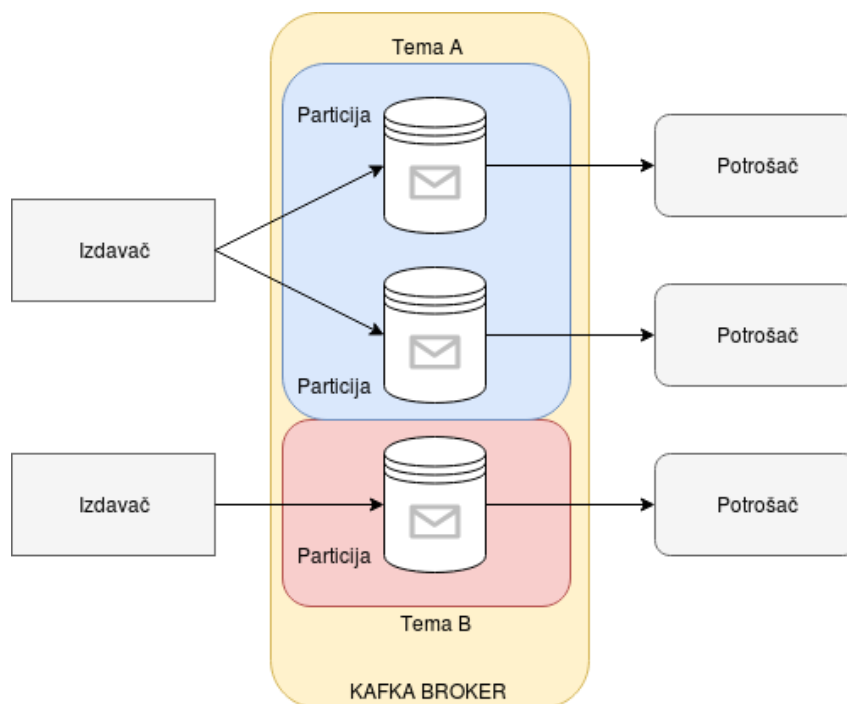 Tema A
Particija
Potrošač
Izdavač
Potrošač
Particija
Izdavač
Potrošač
Particija
Tema B
KAFKA BROKER